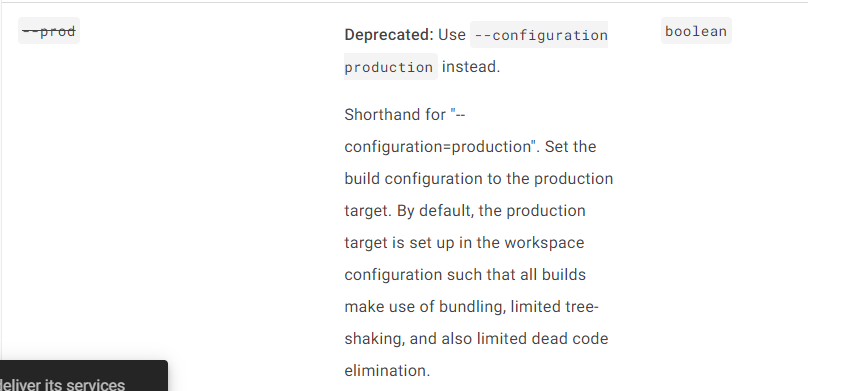 --prod
Deprecated: Use --configuration
production instead.
boolean
Shorthand for "--
configuration=production". Set the
build configuration to the production
target. By default, the production
target is set up in the workspace
configuration such that all builds
make use of bundling, limited tree-
shaking, and also limited dead code
elimination.
deliver its services